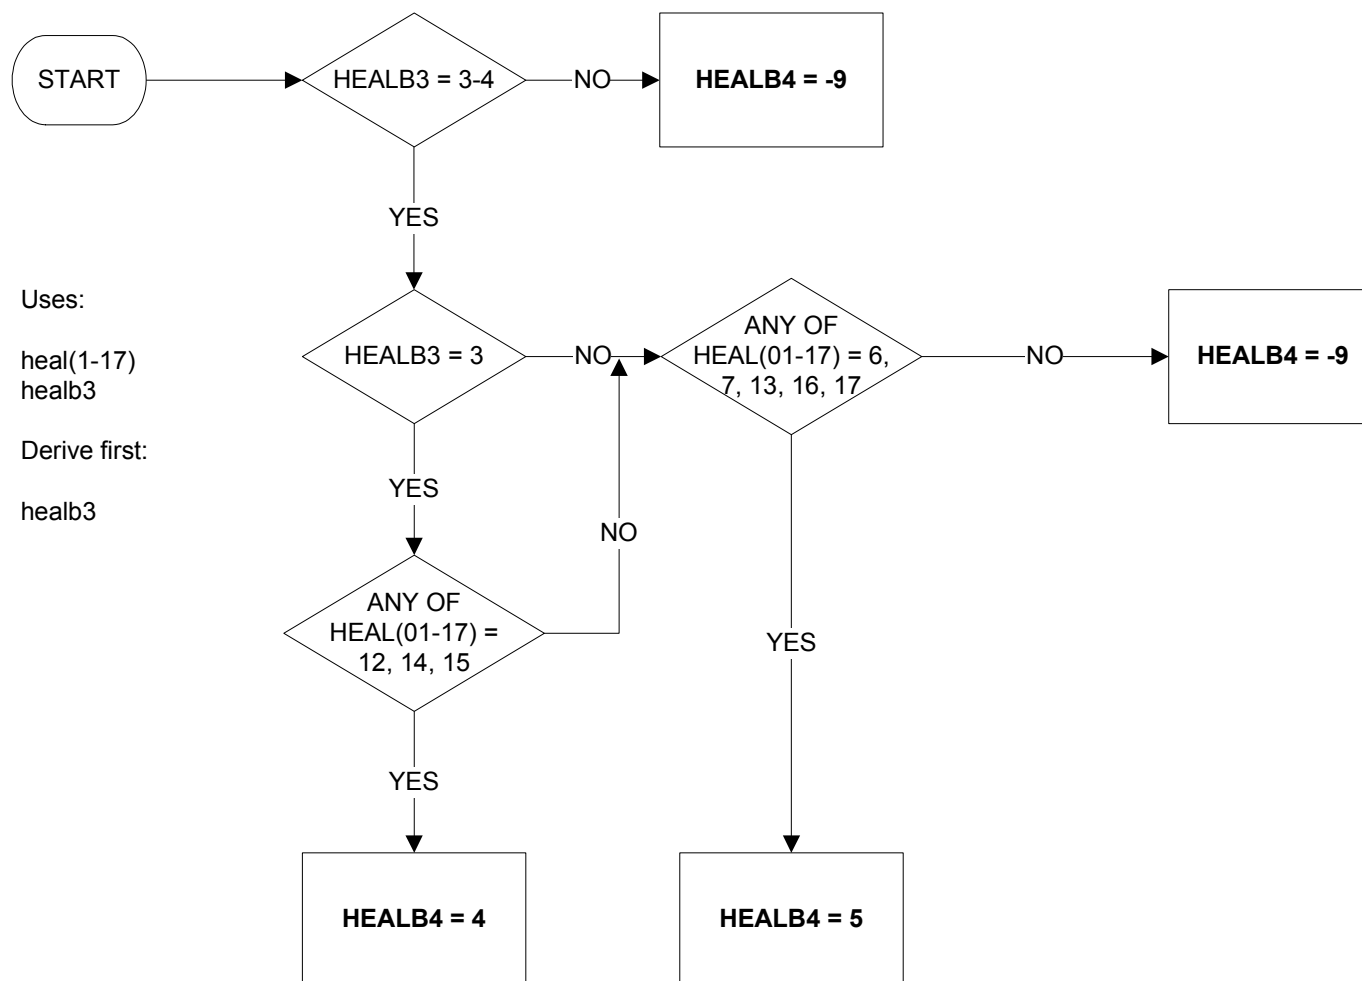 START
HEALB3 = 3-4
NO
HEALB4 = -9
YES
Uses:
heal(1-17)
healb3
Derive first:
healb3
HEALB3 = 3
NO
ANY OF
HEAL(01-17) = 6,
7, 13, 16, 17
NO
HEALB4 = -9
YES
NO
ANY OF
HEAL(01-17) =
12, 14, 15
YES
YES
HEALB4 = 4
HEALB4 = 5